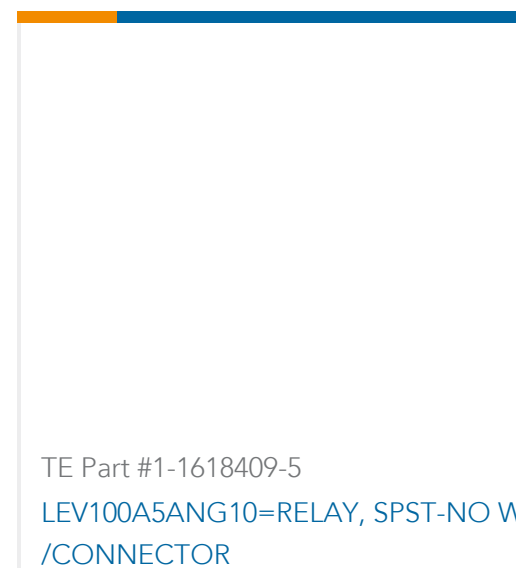 TE Part #1-1618409-5
LEV100A5ANG10=RELAY, SPST-NO W
/CONNECTOR